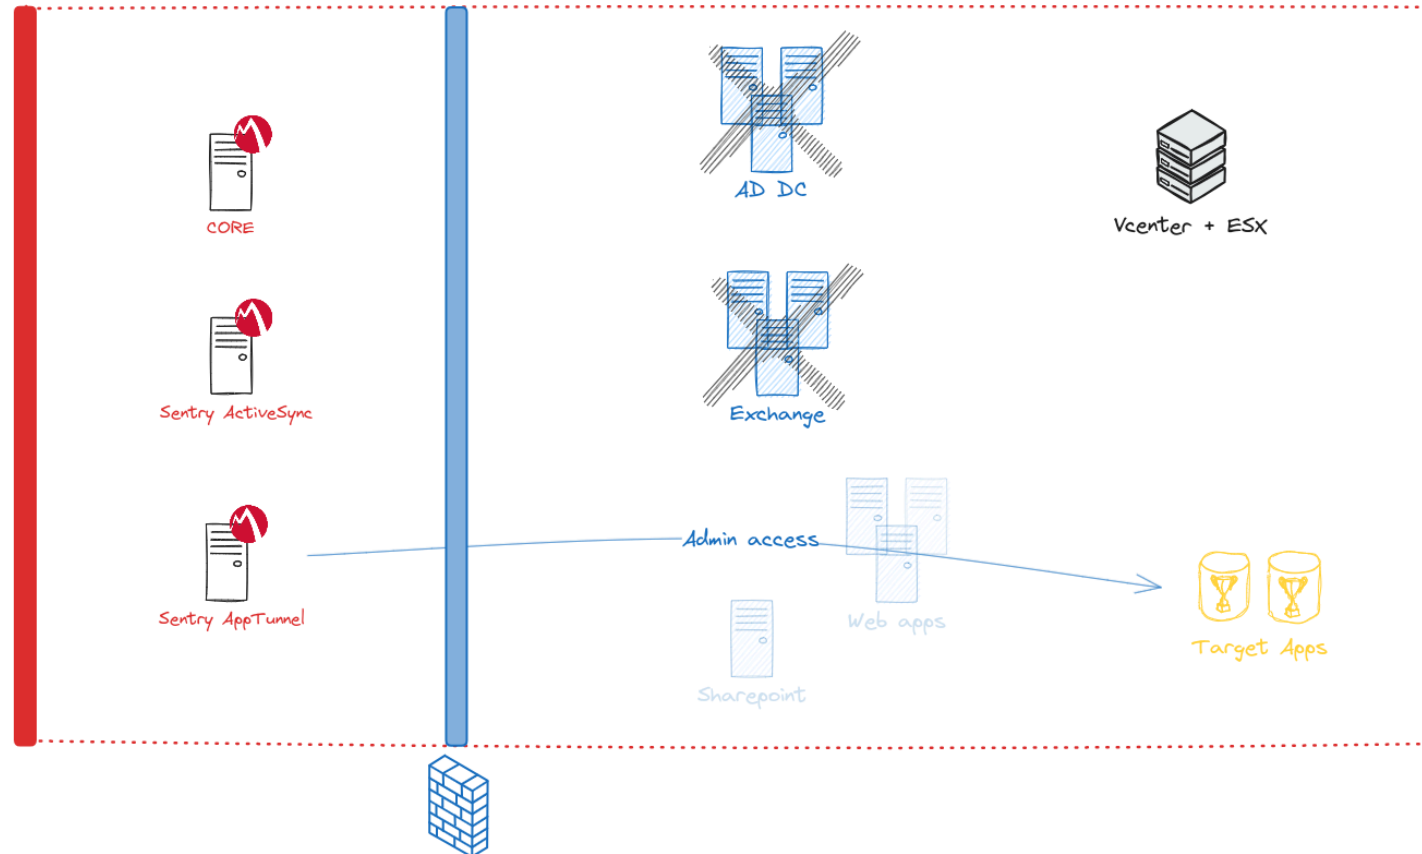 AD DC
CORE
Vcenter + ESX
Sentry ActiveSync
Exchange
Admin access
Sentry AppTunnel
Web apps
Target Apps
Sharepoint